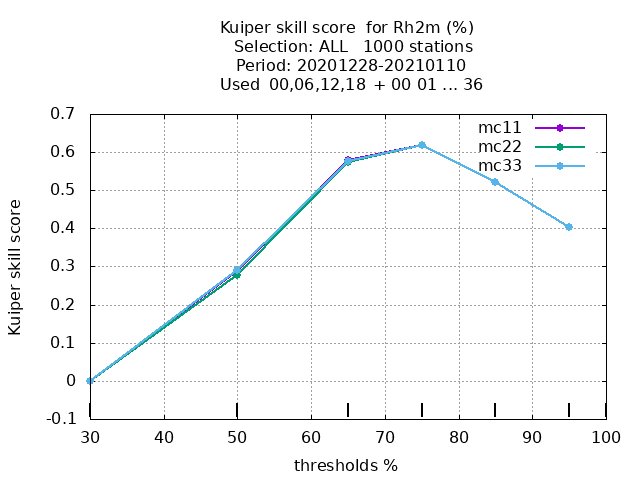 Kuiper skill score  for Rh2m (%)
Selection: ALL   1000 stations
Period: 20201228-20210110
Used  00,06,12,18  + 00 01 ... 36
mc11
mc22
mc33
Kuiper skill score
0.7
0.6
0.5
0.4
0.3
0.2
0.1
0
-0.1
30 40 50 60 70 80 90 100
thresholds %